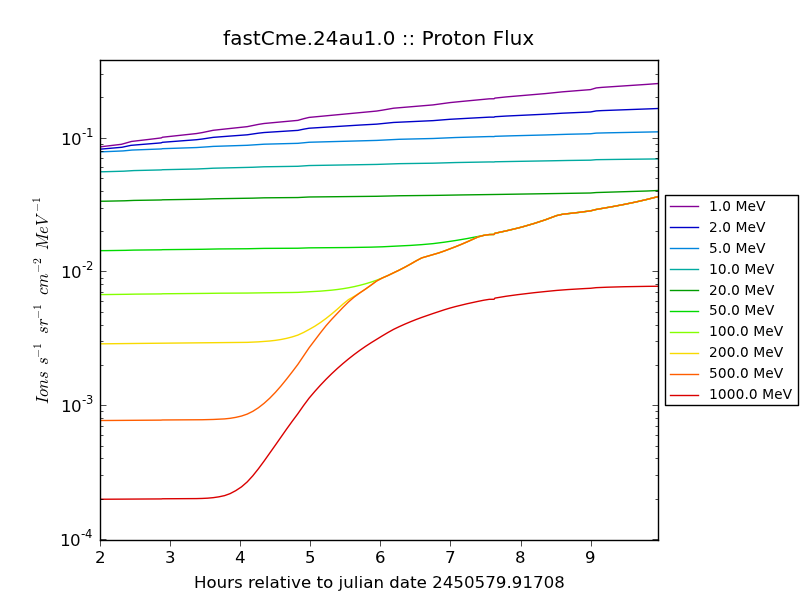 fastCme.24au1.0 :: Proton Flux
Ions s⁻¹ sr⁻¹ cm⁻² MeV⁻¹
10⁻¹
10⁻²
10⁻³
10⁻⁴
2 3 4 5 6 7 8 9
Hours relative to julian date 2450579.91708
1.0 MeV
2.0 MeV
5.0 MeV
10.0 MeV
20.0 MeV
50.0 MeV
100.0 MeV
200.0 MeV
500.0 MeV
1000.0 MeV